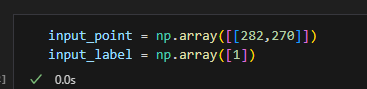 input_point = np.array([[282,270]])
input_label = np.array([1])
]
✓ 0.0s